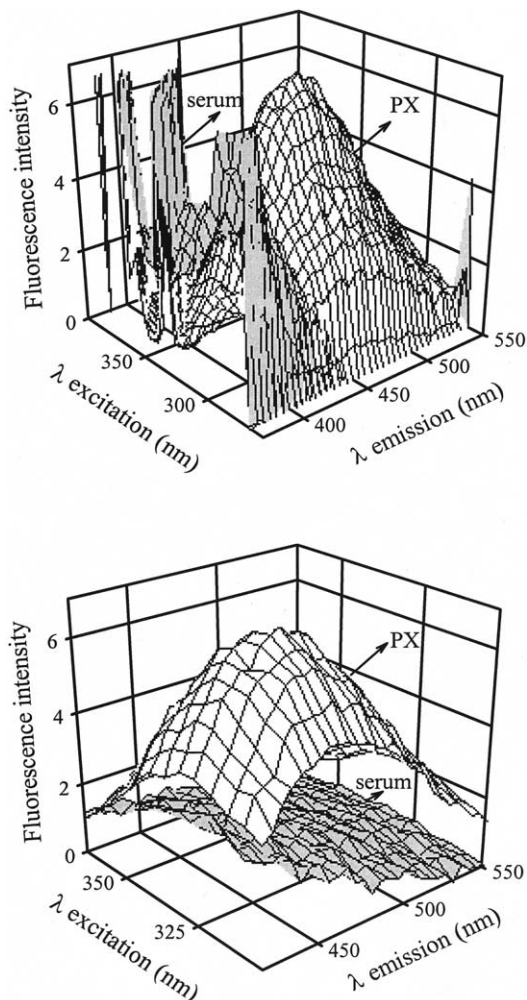 6
4
2
0
Fluorescence intensity
serum
PX
350
300
λ excitation (nm)
400
450
500
550
λ emission (nm)
6
4
2
0
Fluorescence intensity
PX
serum
350
325
λ excitation (nm)
450
500
550
λ emission (nm)